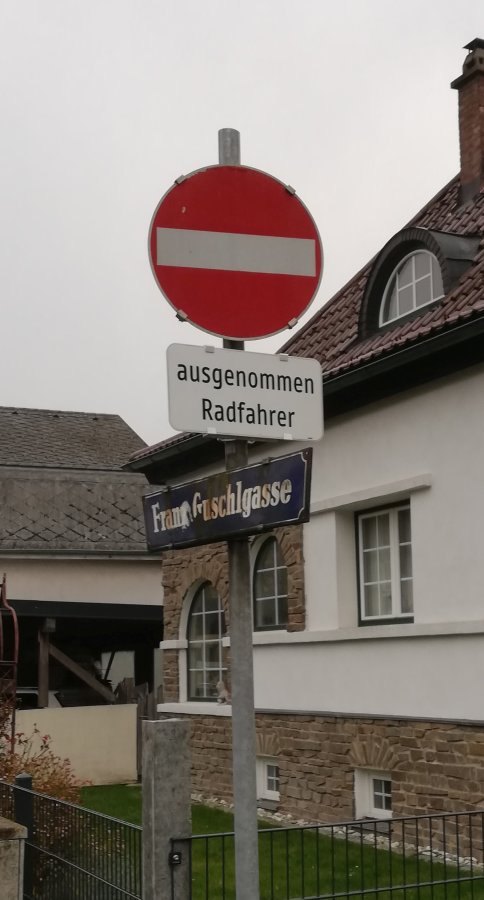 ausgenommen
Radfahrer
Franz Guschlgasse